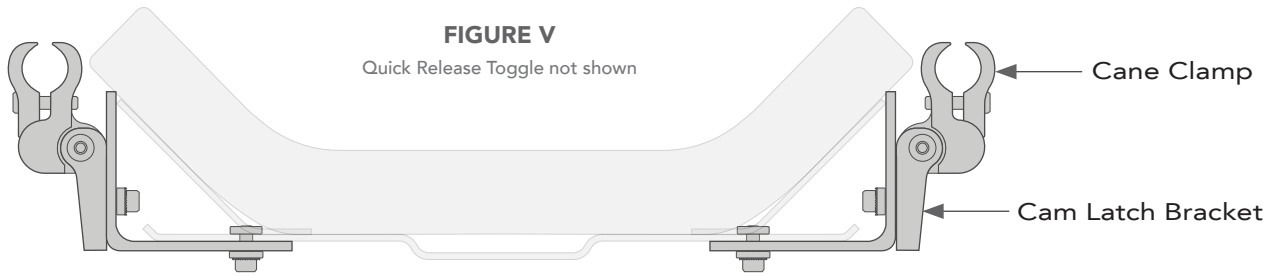 FIGURE V
Quick Release Toggle not shown
Cane Clamp
Cam Latch Bracket